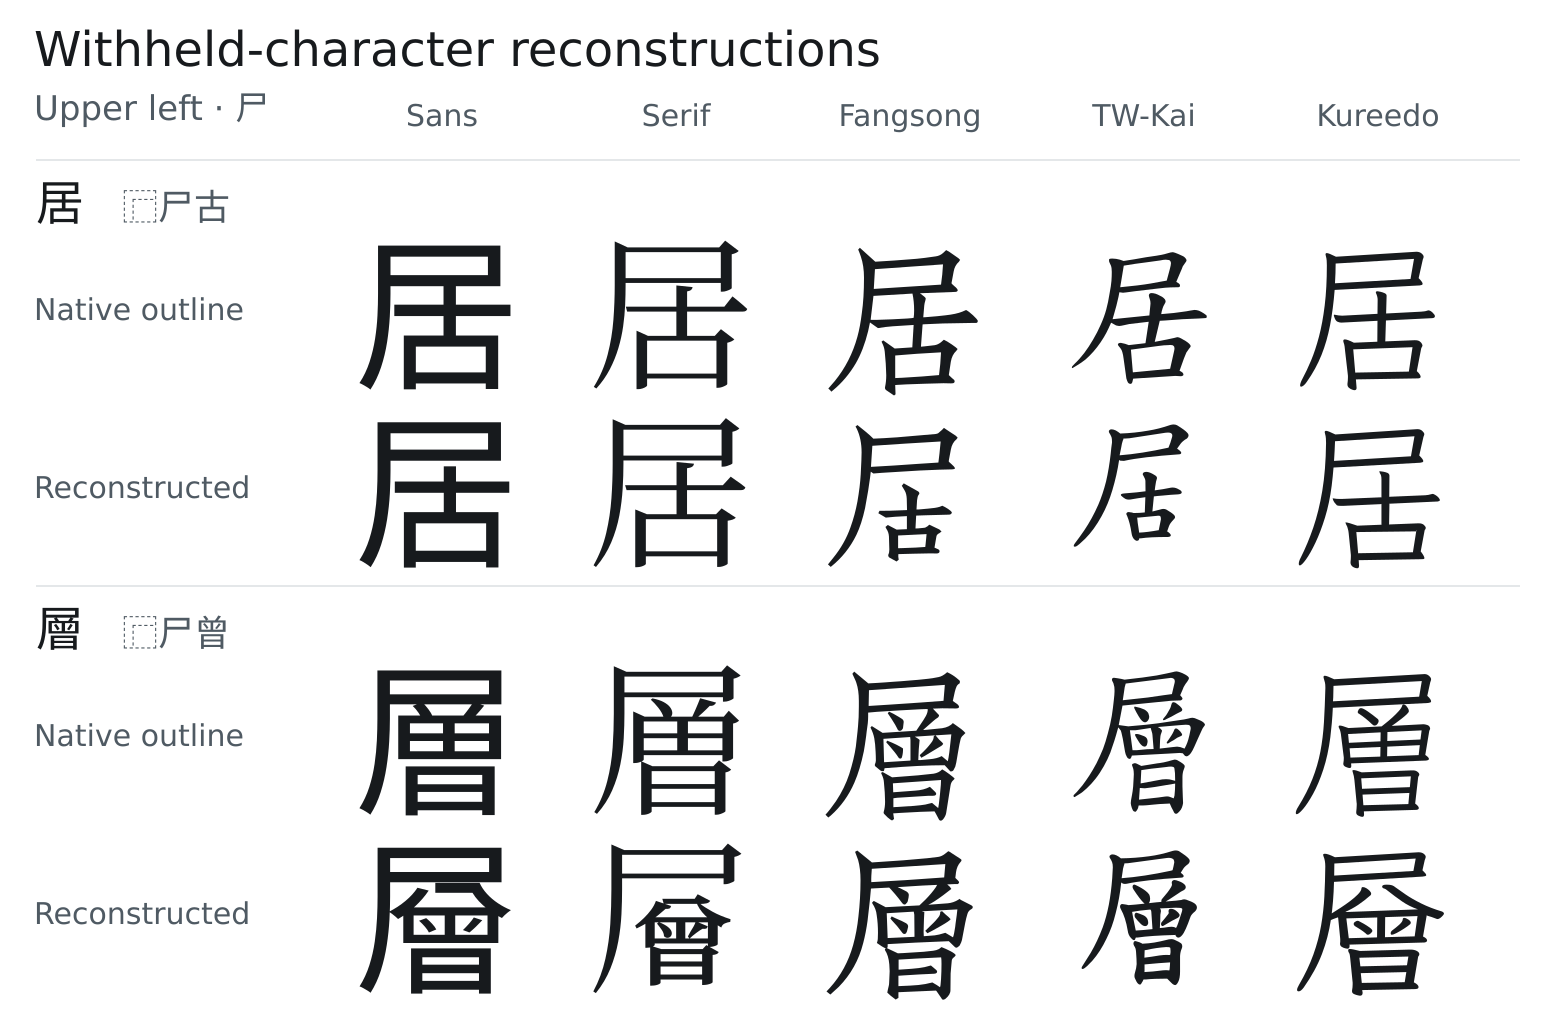 Withheld-character reconstructions
Upper left · 尸 Sans Serif Fangsong TW-Kai Kureedo
居 ⿸尸古
Native outline 居 居 居 居 居
Reconstructed 居 居 居 居 居
層 ⿸尸曾
Native outline 層 層 層 層 層
Reconstructed 層 層 層 層 層